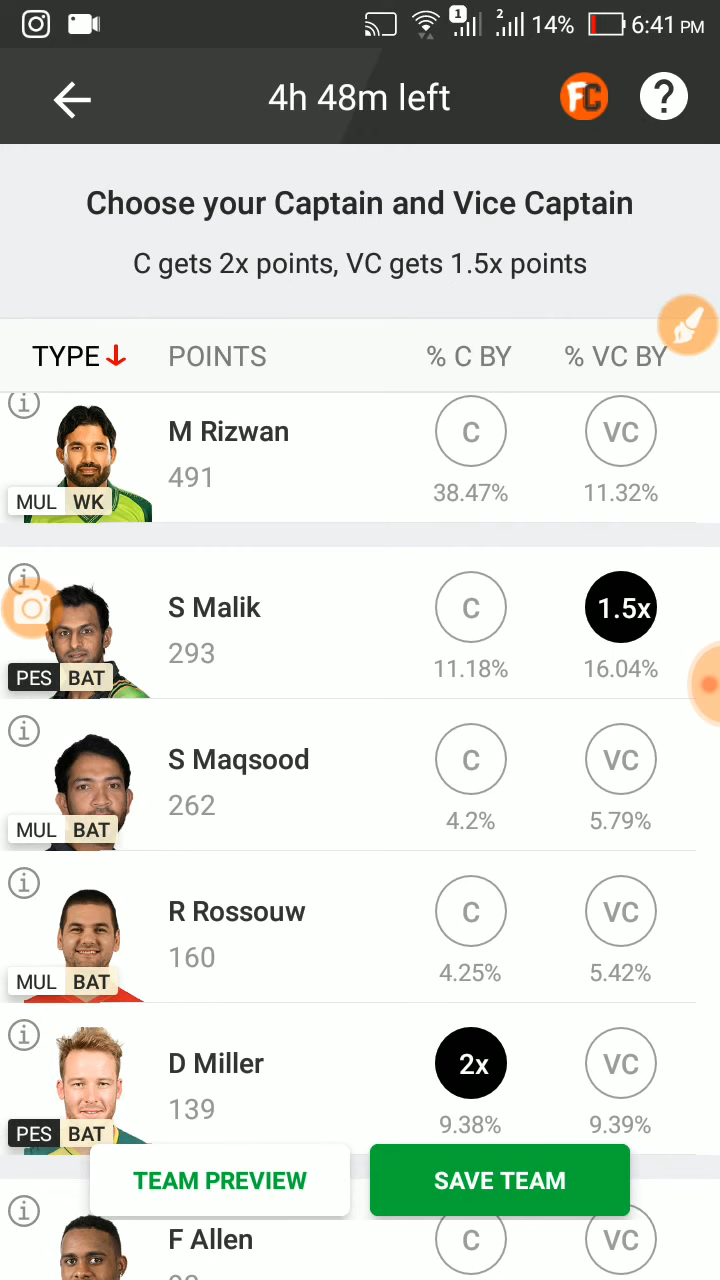 1 2 14% 6:41 PM
4h 48m left FC ?
Choose your Captain and Vice Captain
C gets 2x points, VC gets 1.5x points
TYPE POINTS % C BY % VC BY
M Rizwan C VC
491 38.47% 11.32%
MUL WK
S Malik C 1.5x
293 11.18% 16.04%
PES BAT
S Maqsood C VC
262 4.2% 5.79%
MUL BAT
R Rossouw C VC
160 4.25% 5.42%
MUL BAT
D Miller 2x VC
139 9.38% 9.39%
PES BAT
TEAM PREVIEW SAVE TEAM
F Allen C VC